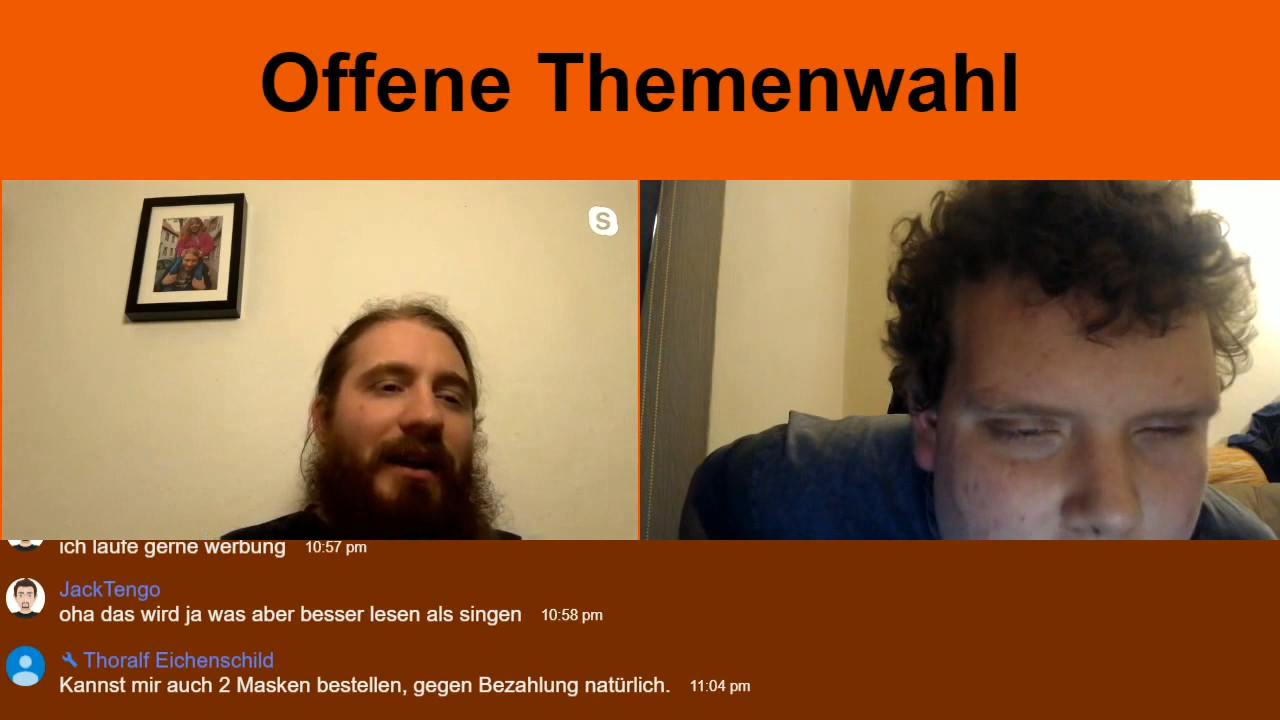 Offene Themenwahl
S
ich laufe gerne werbung 10:57 pm
JackTengo
oha das wird ja was aber besser lesen als singen 10:58 pm
Thoralf Eichenschild
Kannst mir auch 2 Masken bestellen, gegen Bezahlung natürlich. 11:04 pm